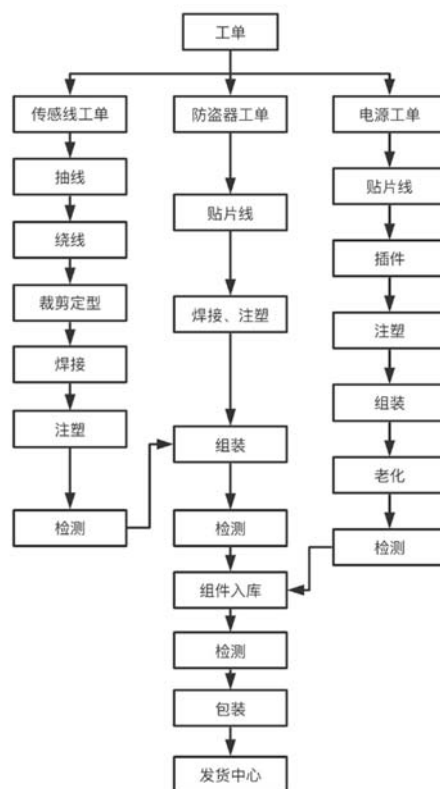 工单
传感线工单
防盗器工单
电源工单
抽线
贴片线
贴片线
绕线
插件
裁剪定型
焊接、注塑
注塑
焊接
组装
注塑
组装
老化
检测
检测
检测
组件入库
检测
包装
发货中心